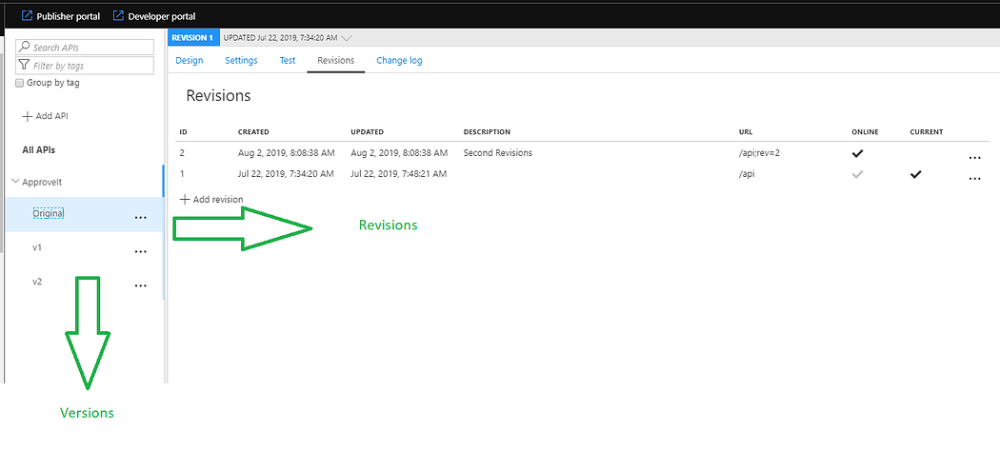 Publisher portal Developer portal
REVISION 1 UPDATED Jul 22, 2019, 7:34:20 AM
Search APIs
Filter by tags
Group by tag
Add API
All APIs
ApproveIt
Original
v1
v2
Design Settings Test Revisions Change log
Revisions
ID CREATED UPDATED DESCRIPTION URL ONLINE CURRENT
2 Aug 2, 2019, 8:08:38 AM Aug 2, 2019, 8:08:38 AM Second Revisions /api;rev=2
1 Jul 22, 2019, 7:34:20 AM Jul 22, 2019, 7:48:21 AM /api
Add revision
Revisions
Versions